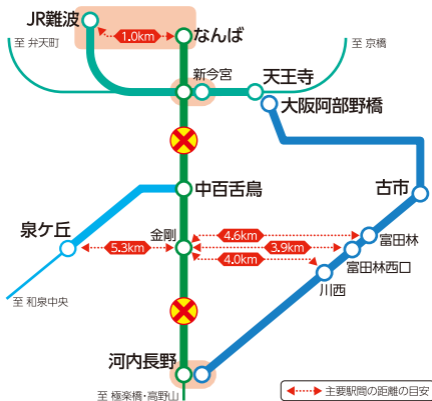 JR難波
なんば
1.0km
至 弁天町
至 京橋
新今宮
天王寺
大阪阿部野橋
中百舌鳥
古市
泉ケ丘
金剛
4.6km
富田林
5.3km
3.9km
富田林西口
4.0km
川西
至 和泉中央
河内長野
至 極楽橋・高野山
主要駅間の距離の目安